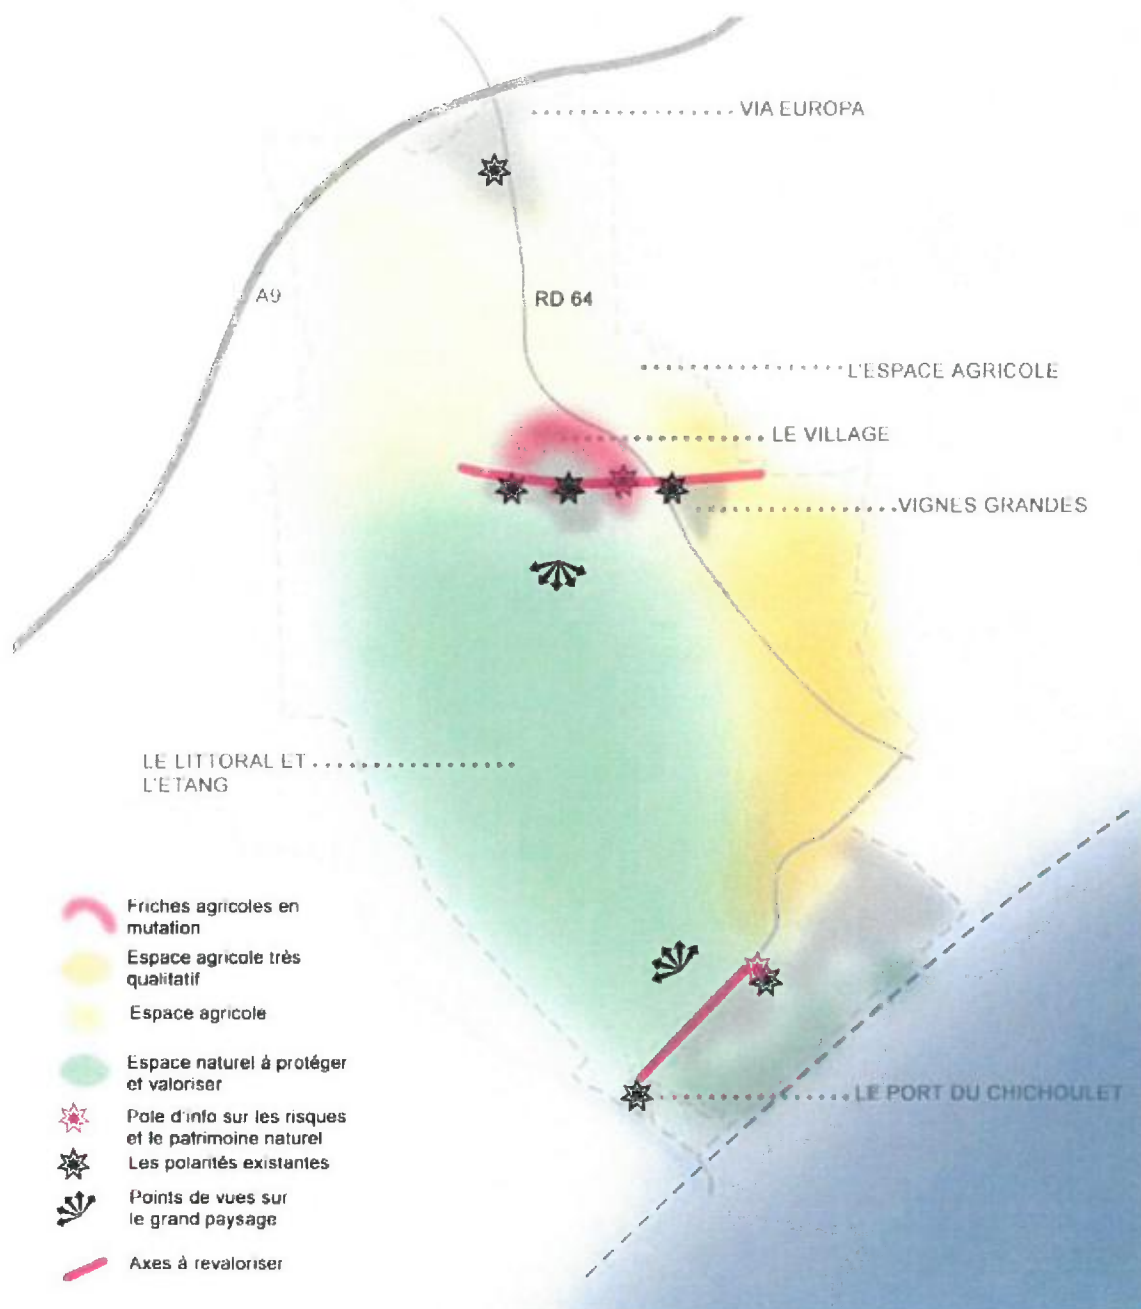 VIA EUROPA
A9
RD 64
L'ESPACE AGRICOLE
LE VILLAGE
VIGNES GRANDES
LE LITTORAL ET
L'ETANG
LE PORT DU CHICHOULET
Friches agricoles en
mutation
Espace agricole très
qualitatif
Espace agricole
Espace naturel à protéger
et valoriser
Pole d'info sur les risques
et le patrimoine naturel
Les polarités existantes
Points de vues sur
le grand paysage
Axes à revaloriser